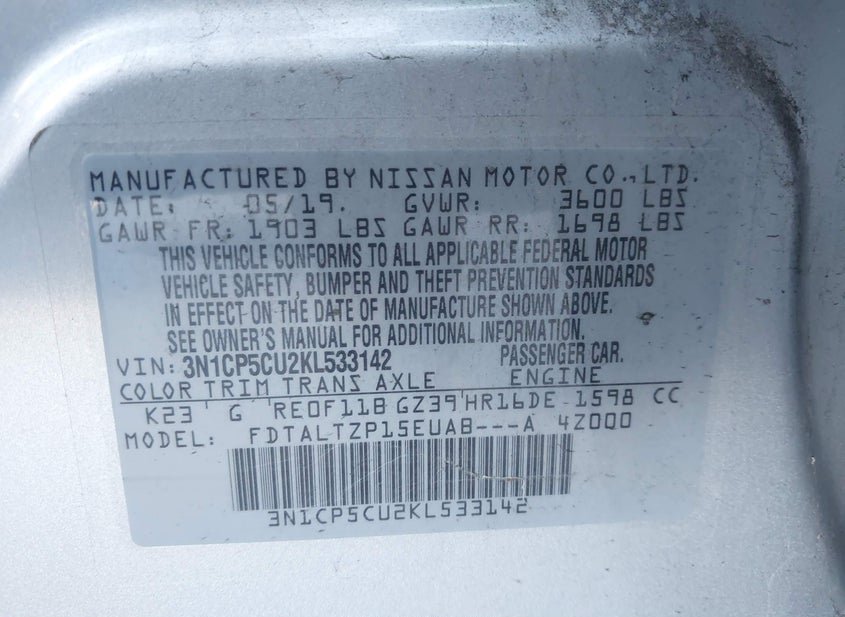 MANUFACTURED BY NISSAN MOTOR CO.,LTD.
DATE: 05/19. GVWR: 3600 LBS
GAWR FR: 1903 LBS GAWR RR: 1698 LBS
THIS VEHICLE CONFORMS TO ALL APPLICABLE FEDERAL MOTOR
VEHICLE SAFETY, BUMPER AND THEFT PREVENTION STANDARDS
IN EFFECT ON THE DATE OF MANUFACTURE SHOWN ABOVE.
SEE OWNER'S MANUAL FOR ADDITIONAL INFORMATION.
VIN: 3N1CP5CU2KL533142 PASSENGER CAR.
COLOR TRIM TRANS AXLE ENGINE
K23 G RE0F11B GZ39 HR16DE 1598 CC
MODEL: FDTALTZP15EUAB---A 4Z000
3N1CP5CU2KL533142